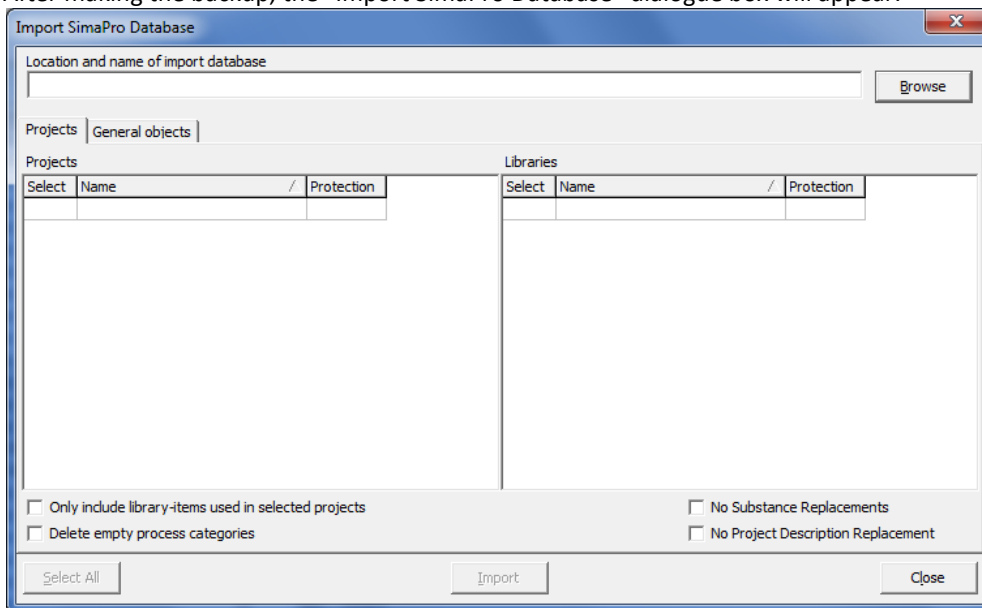 After making the backup, the "Import SimaPro Database" dialogue box will appear.
Import SimaPro Database
Location and name of import database
Browse
Projects General objects
Projects Libraries
Select Name / Protection Select Name / Protection
Only include library-items used in selected projects No Substance Replacements
Delete empty process categories No Project Description Replacement
Select All Import Close